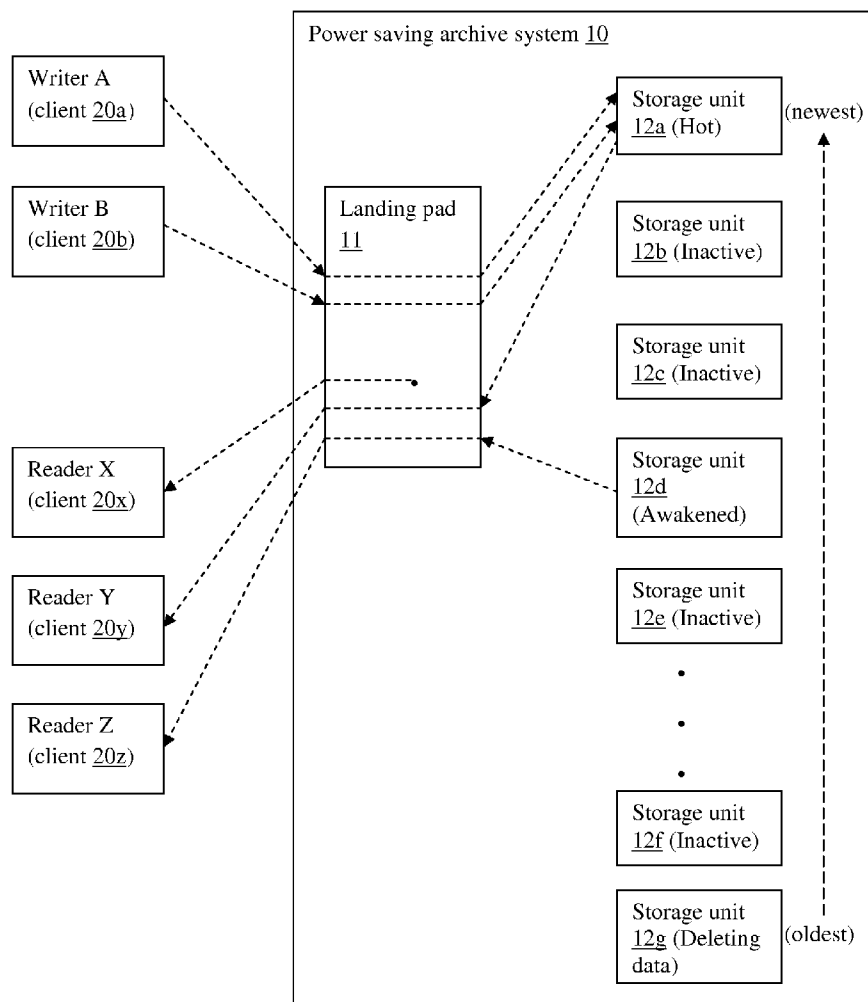 Power saving archive system 10
Writer A
(client 20a)
Writer B
(client 20b)
Landing pad
11
Reader X
(client 20x)
Reader Y
(client 20y)
Reader Z
(client 20z)
Storage unit
12a (Hot)
(newest)
Storage unit
12b (Inactive)
Storage unit
12c (Inactive)
Storage unit
12d
(Awakened)
Storage unit
12e (Inactive)
Storage unit
12f (Inactive)
Storage unit
12g (Deleting
data)
(oldest)